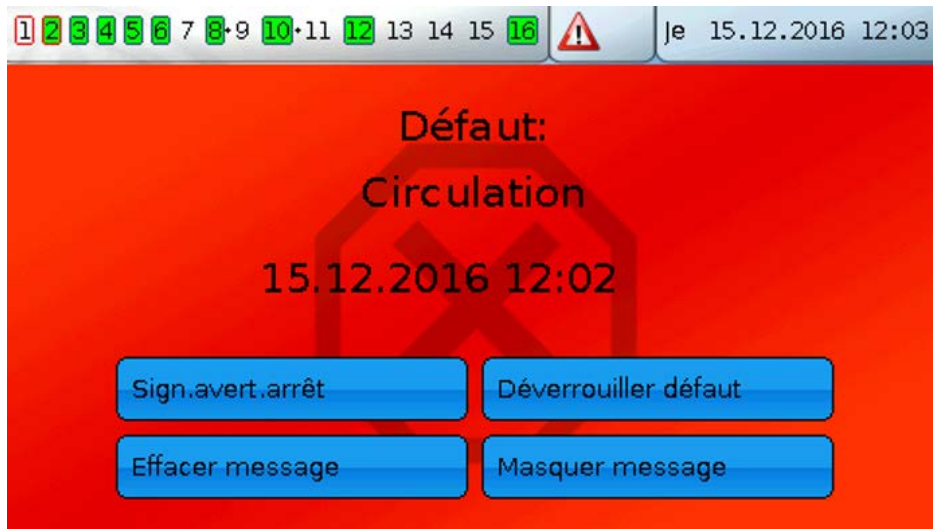 1 2 3 4 5 6 7 8+9 10+11 12 13 14 15 16 Je 15.12.2016 12:03
Défaut:
Circulation
15.12.2016 12:02
Sign.avert.arrêt Déverrouiller défaut
Effacer message Masquer message